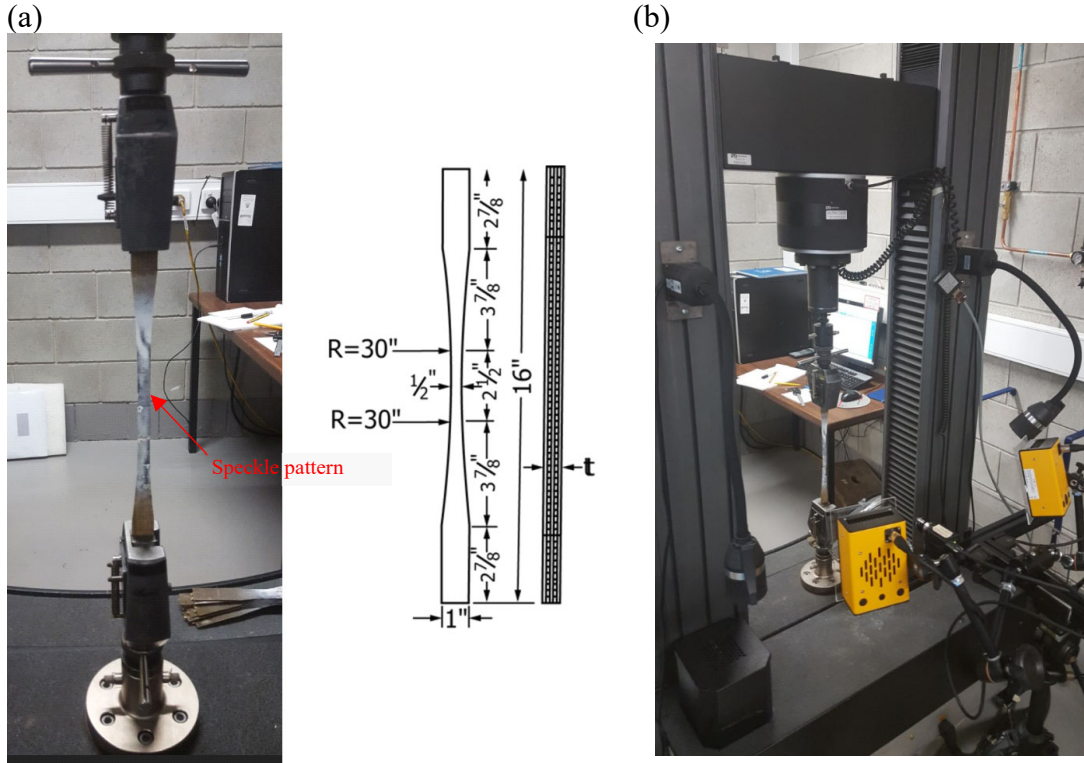 (a)
(b)
Speckle pattern
R=30"
R=30"
½"
2⅞"
3⅞"
2½"
3⅞"
2⅞"
16"
t
1"